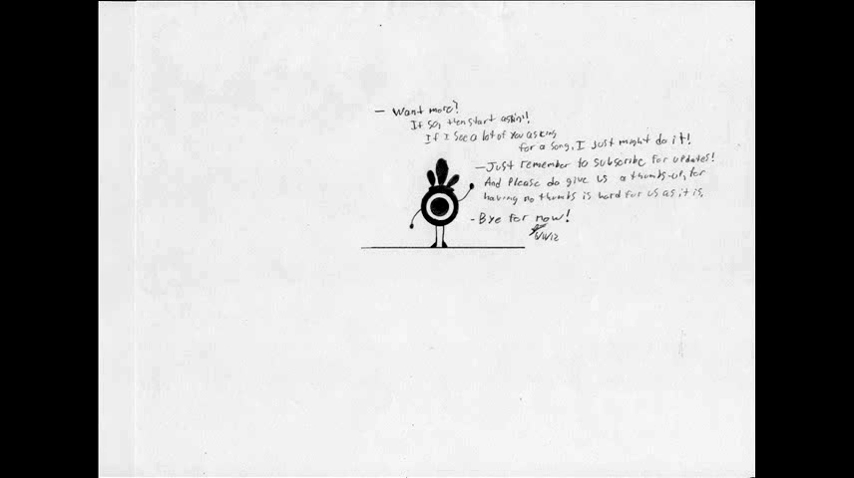 - Want more?
If so, then start askin'!
If I see a lot of you asking
for a song, I just might do it!
- Just remember to subscribe for updates!
And please do give us a thumbs-up, for
having no thumbs is hard for us as it is.
- Bye for now!